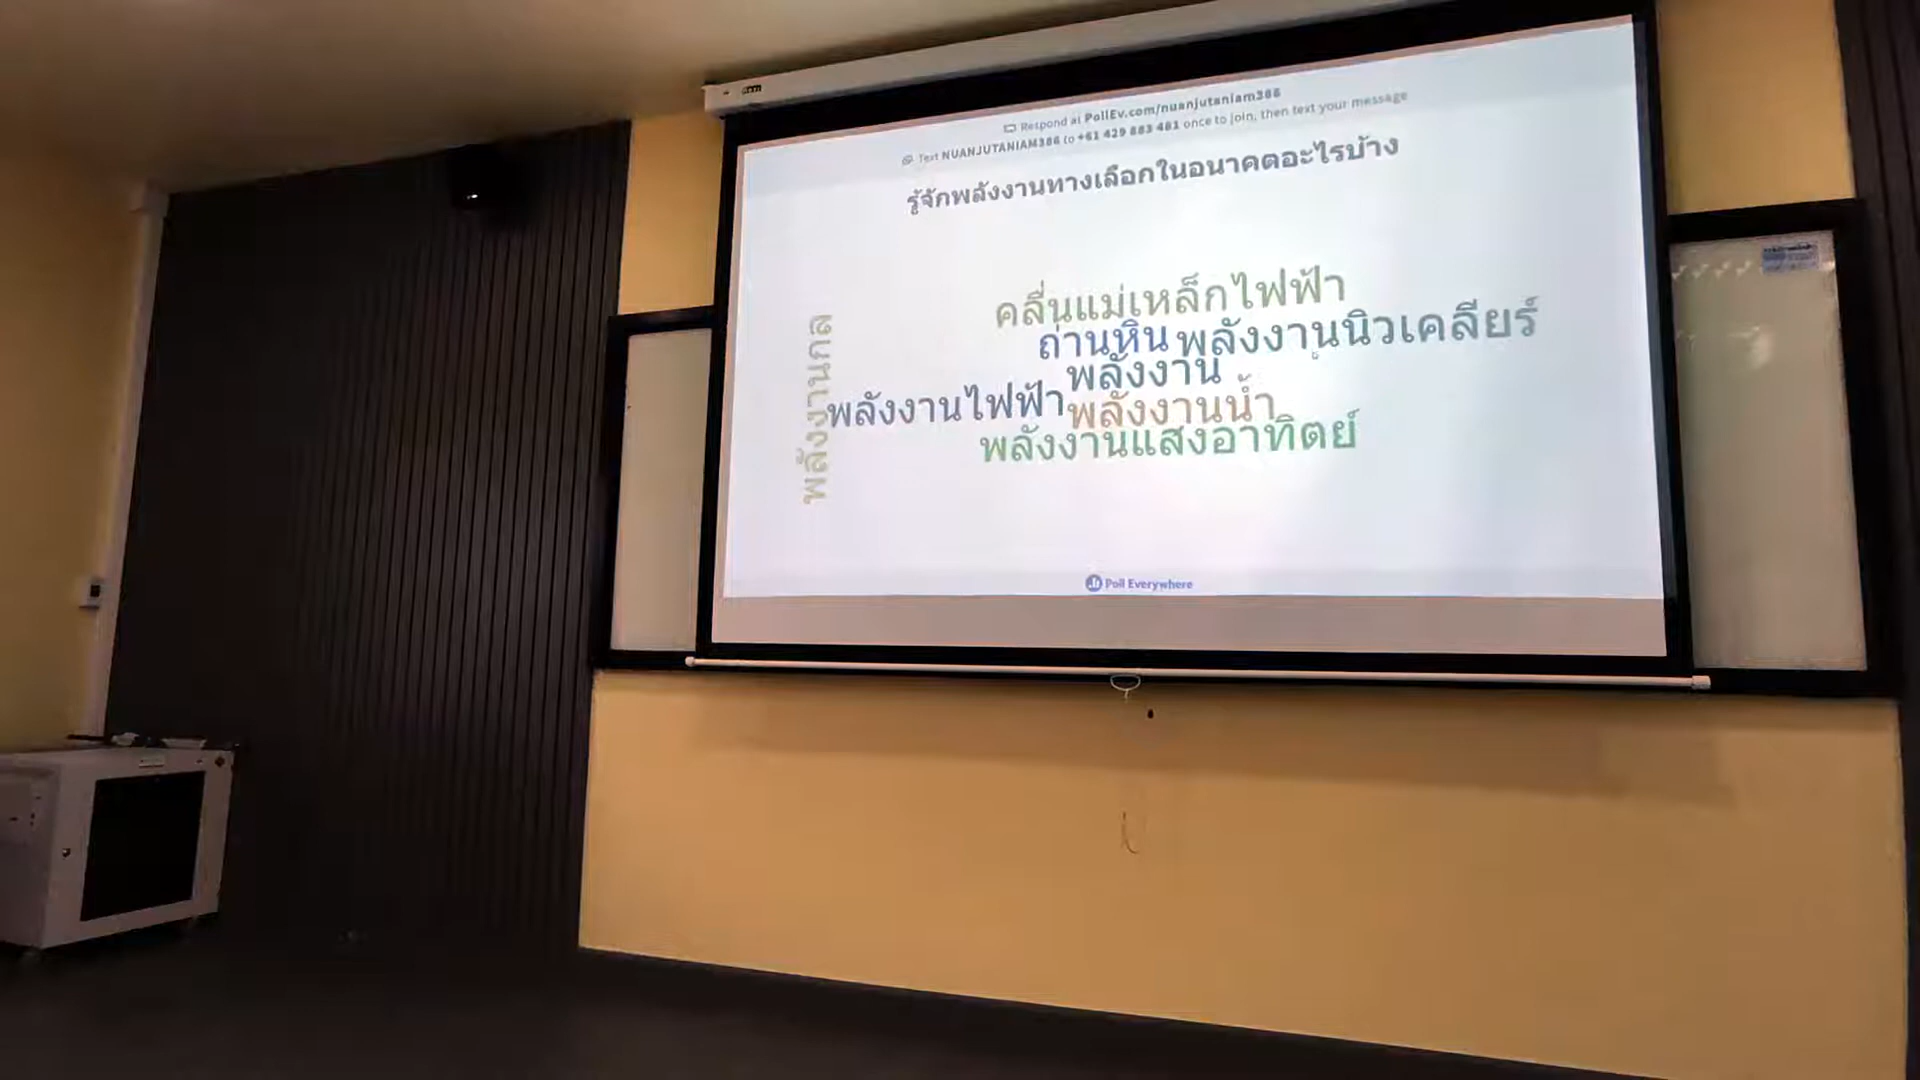 Respond at PollEv.com/nuanjutaniam386
Text NUANJUTANIAM386 to +61 429 883 481 once to join, then text your message
รู้จักพลังงานทางเลือกในอนาคตอะไรบ้าง
คลื่นแม่เหล็กไฟฟ้า
ถ่านหิน พลังงานนิวเคลียร์
พลังงาน
พลังงานไฟฟ้า พลังงานน้ำ
พลังงานแสงอาทิตย์
พลังงานกล
Poll Everywhere